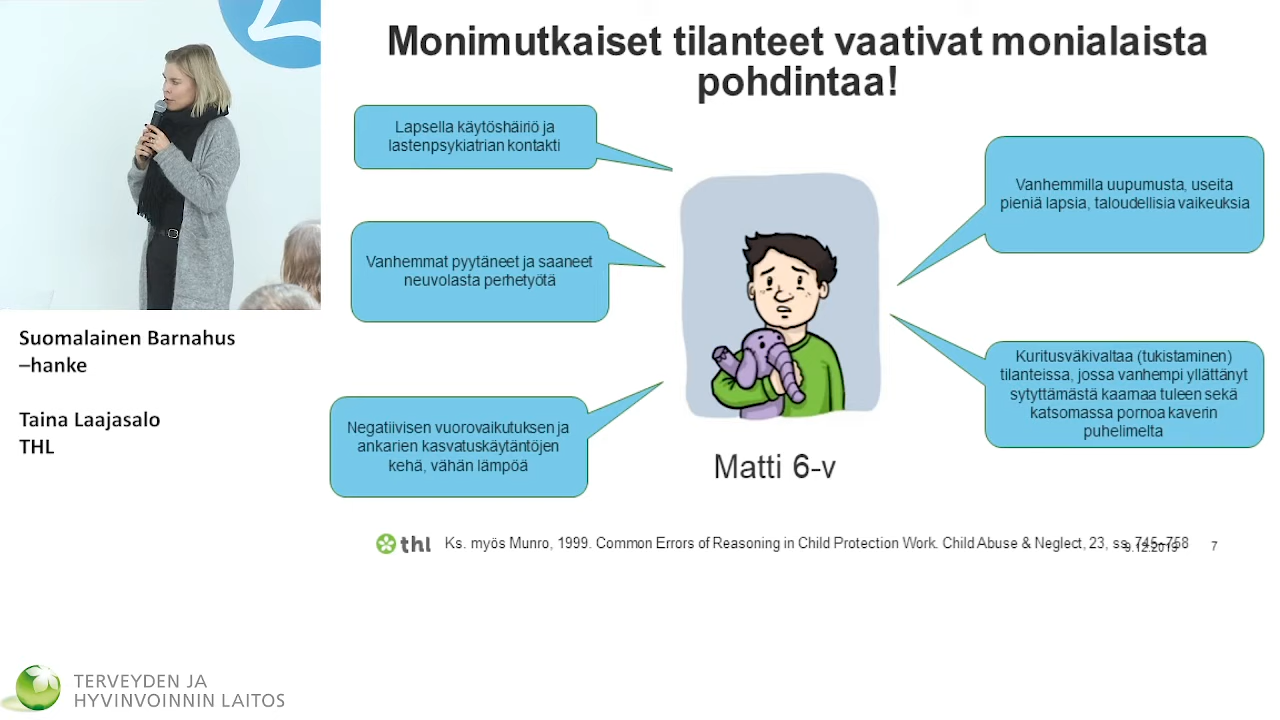 Monimutkaiset tilanteet vaativat monialaista
pohdintaa!
Lapsella käytöshäiriö ja
lastenpsykiatrian kontakti
Vanhemmilla uupumusta, useita
pieniä lapsia, taloudellisia vaikeuksia
Vanhemmat pyytäneet ja saaneet
neuvolasta perhetyötä
Kuritusväkivaltaa (tukistaminen)
tilanteissa, jossa vanhempi yllättänyt
sytyttämästä kaamaa tuleen sekä
katsomassa pornoa kaverin
puhelimelta
Negatiivisen vuorovaikutuksen ja
ankarien kasvatuskäytäntöjen
kehä, vähän lämpöä
Matti 6-v
thl
Ks. myös Munro, 1999. Common Errors of Reasoning in Child Protection Work. Child Abuse & Neglect, 23, ss. 745–758
9.12.2019
7
Suomalainen Barnahus
–hanke
Taina Laajasalo
THL
TERVEYDEN JA
HYVINVOINNIN LAITOS